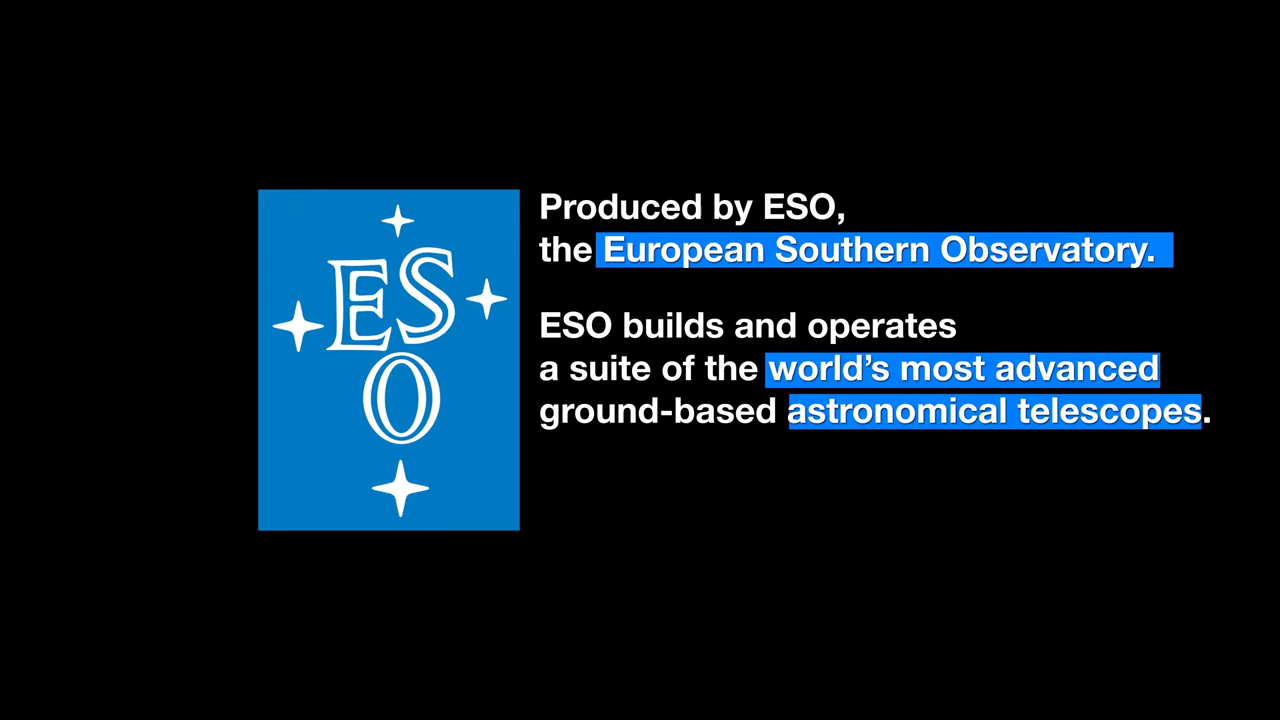 ESO
Produced by ESO,
the European Southern Observatory.
ESO builds and operates
a suite of the world’s most advanced
ground-based astronomical telescopes.